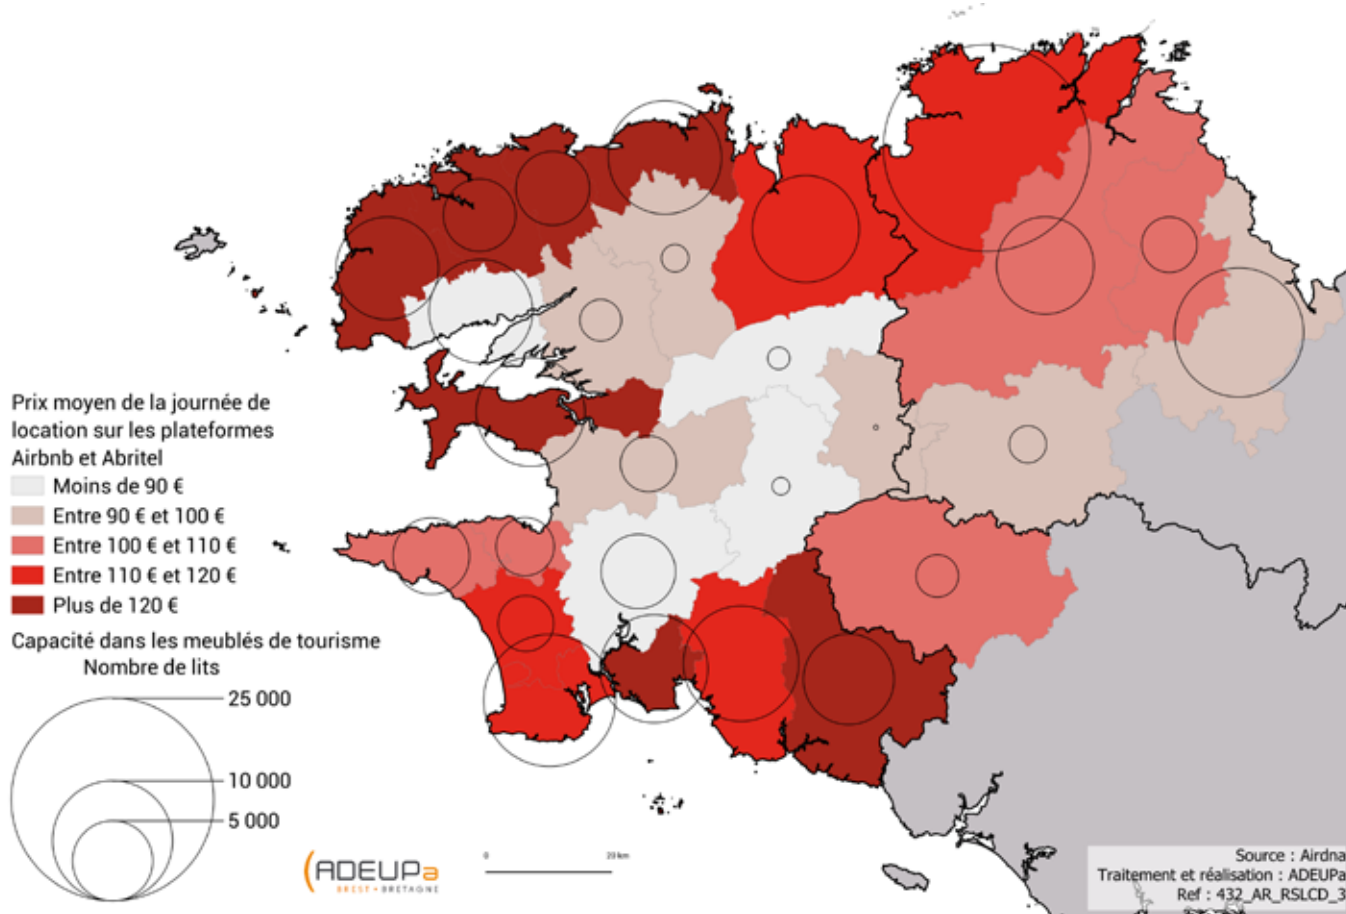 Prix moyen de la journée de
location sur les plateformes
Airbnb et Abritel
Moins de 90 €
Entre 90 € et 100 €
Entre 100 € et 110 €
Entre 110 € et 120 €
Plus de 120 €
Capacité dans les meublés de tourisme
Nombre de lits
25 000
10 000
5 000
ADEUPa
BREST • BRETAGNE
0
20 km
Source : Airdna
Traitement et réalisation : ADEUPa
Ref : 432_AR_RSLCD_3